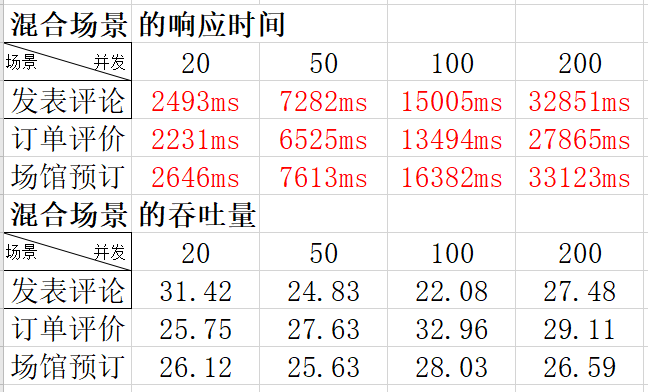 混合场景 的响应时间
场景 并发 20 50 100 200
发表评论 2493ms 7282ms 15005ms 32851ms
订单评价 2231ms 6525ms 13494ms 27865ms
场馆预订 2646ms 7613ms 16382ms 33123ms
混合场景 的吞吐量
场景 并发 20 50 100 200
发表评论 31.42 24.83 22.08 27.48
订单评价 25.75 27.63 32.96 29.11
场馆预订 26.12 25.63 28.03 26.59